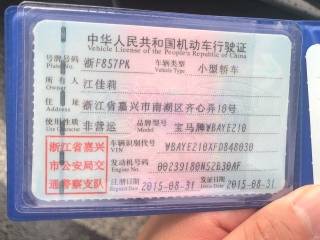 中华人民共和国机动车行驶证
Vehicle License of the People's Republic of China
号牌号码 浙F8S7PK 车辆类型 小型轿车
Plate No. Vehicle Type
所有人 江佳莉
Owner
住址 浙江省嘉兴市南湖区齐心弄18号
Address
使用性质 非营运 品牌型号 宝马牌WBAYE210
Use Character Model
浙江省嘉兴
市公安局交
通警察支队
车辆识别代号 WBAYE210XFD848030
VIN
发动机号码 00239180N52B30AF
Engine No.
注册日期 2015-08-31 发证日期 2015-08-31
Register Date Issue Date